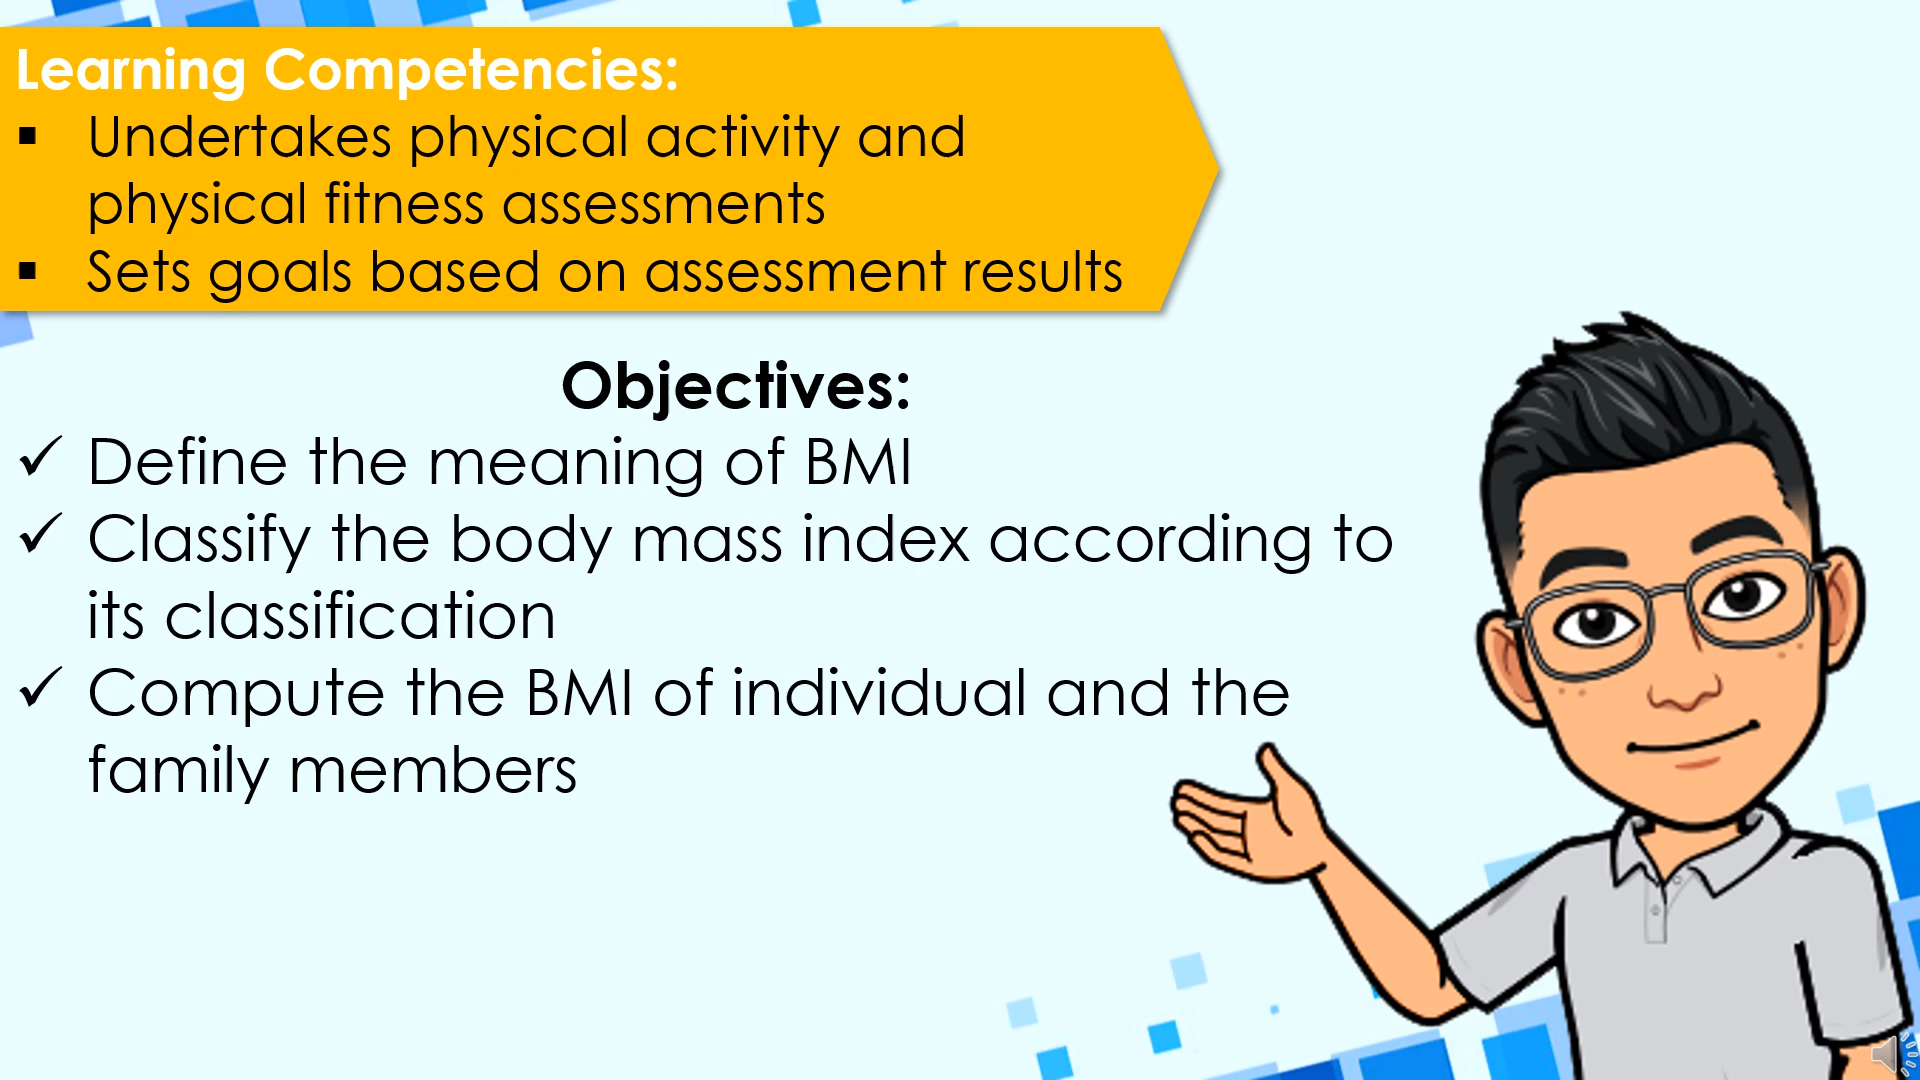 Learning Competencies:
▪ Undertakes physical activity and
physical fitness assessments
▪ Sets goals based on assessment results
Objectives:
✓ Define the meaning of BMI
✓ Classify the body mass index according to
its classification
✓ Compute the BMI of individual and the
family members